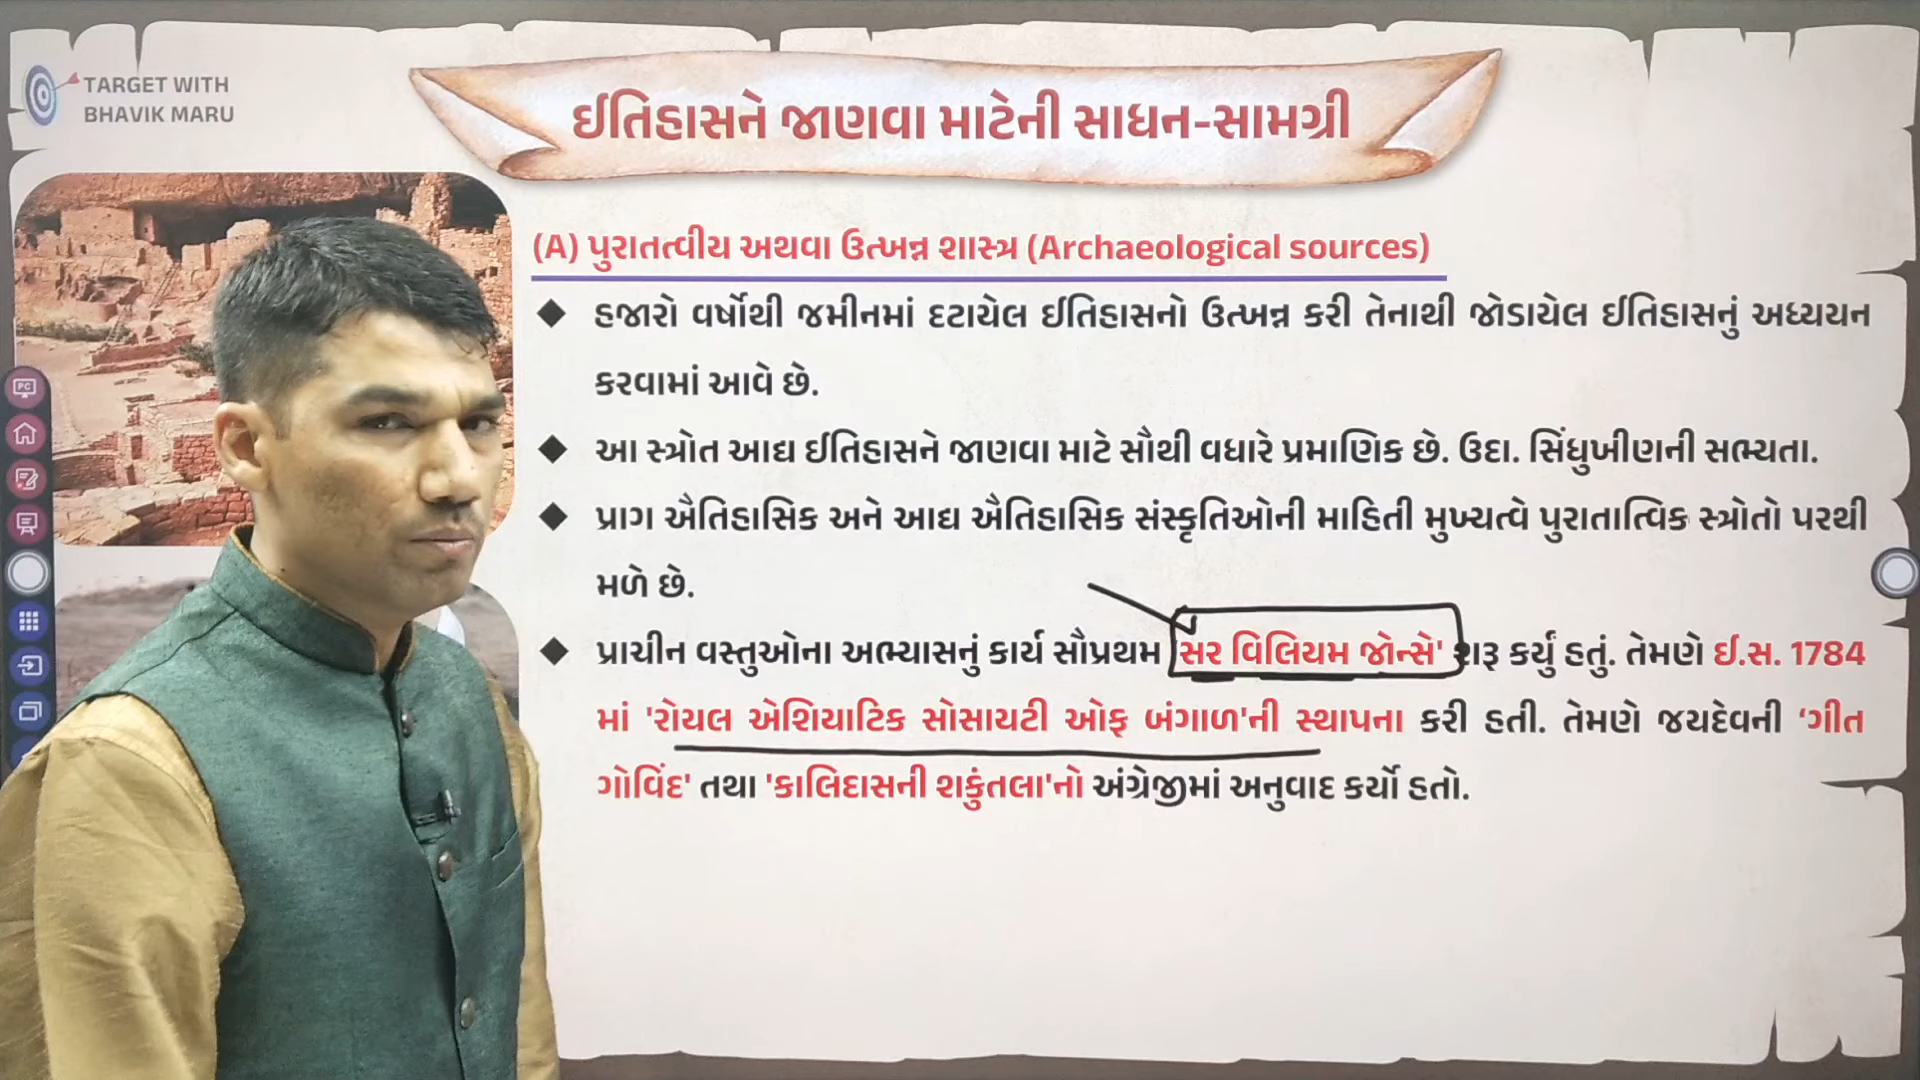 TARGET WITH
BHAVIK MARU
ઈતિહાસને જાણવા માટેની સાધન-સામગ્રી
(A) પુરાતત્વીય અથવા ઉત્ખન્ન શાસ્ત્ર (Archaeological sources)
◆ હજારો વર્ષોથી જમીનમાં દટાયેલ ઈતિહાસનો ઉત્ખન્ન કરી તેનાથી જોડાયેલ ઈતિહાસનું અધ્યયન
કરવામાં આવે છે.
◆ આ સ્ત્રોત આદ્ય ઈતિહાસને જાણવા માટે સૌથી વધારે પ્રમાણિક છે. ઉદા. સિંધુખીણની સભ્યતા.
◆ પ્રાગ ઐતિહાસિક અને આદ્ય ઐતિહાસિક સંસ્કૃતિઓની માહિતી મુખ્યત્વે પુરાતાત્વિક સ્ત્રોતો પરથી
મળે છે.
◆ પ્રાચીન વસ્તુઓના અભ્યાસનું કાર્ય સૌપ્રથમ 'સર વિલિયમ જોન્સે' શરૂ કર્યું હતું. તેમણે ઈ.સ. 1784
માં 'રોયલ એશિયાટિક સોસાયટી ઓફ બંગાળ'ની સ્થાપના કરી હતી. તેમણે જયદેવની ‘ગીત
ગોવિંદ' તથા 'કાલિદાસની શકુંતલા'નો અંગ્રેજીમાં અનુવાદ કર્યો હતો.
PC